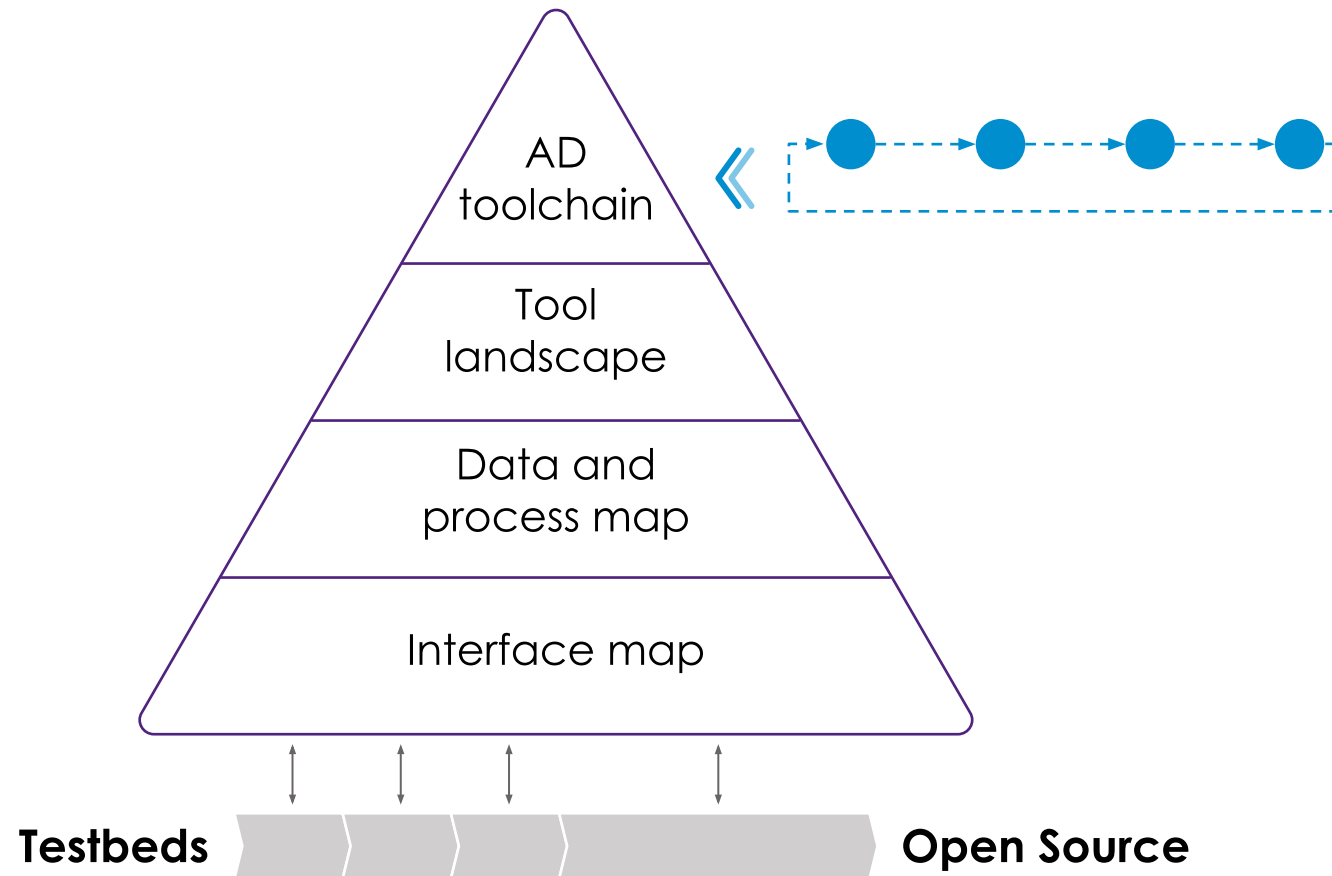 AD
toolchain
Tool
landscape
Data and
process map
Interface map
Testbeds
Open Source